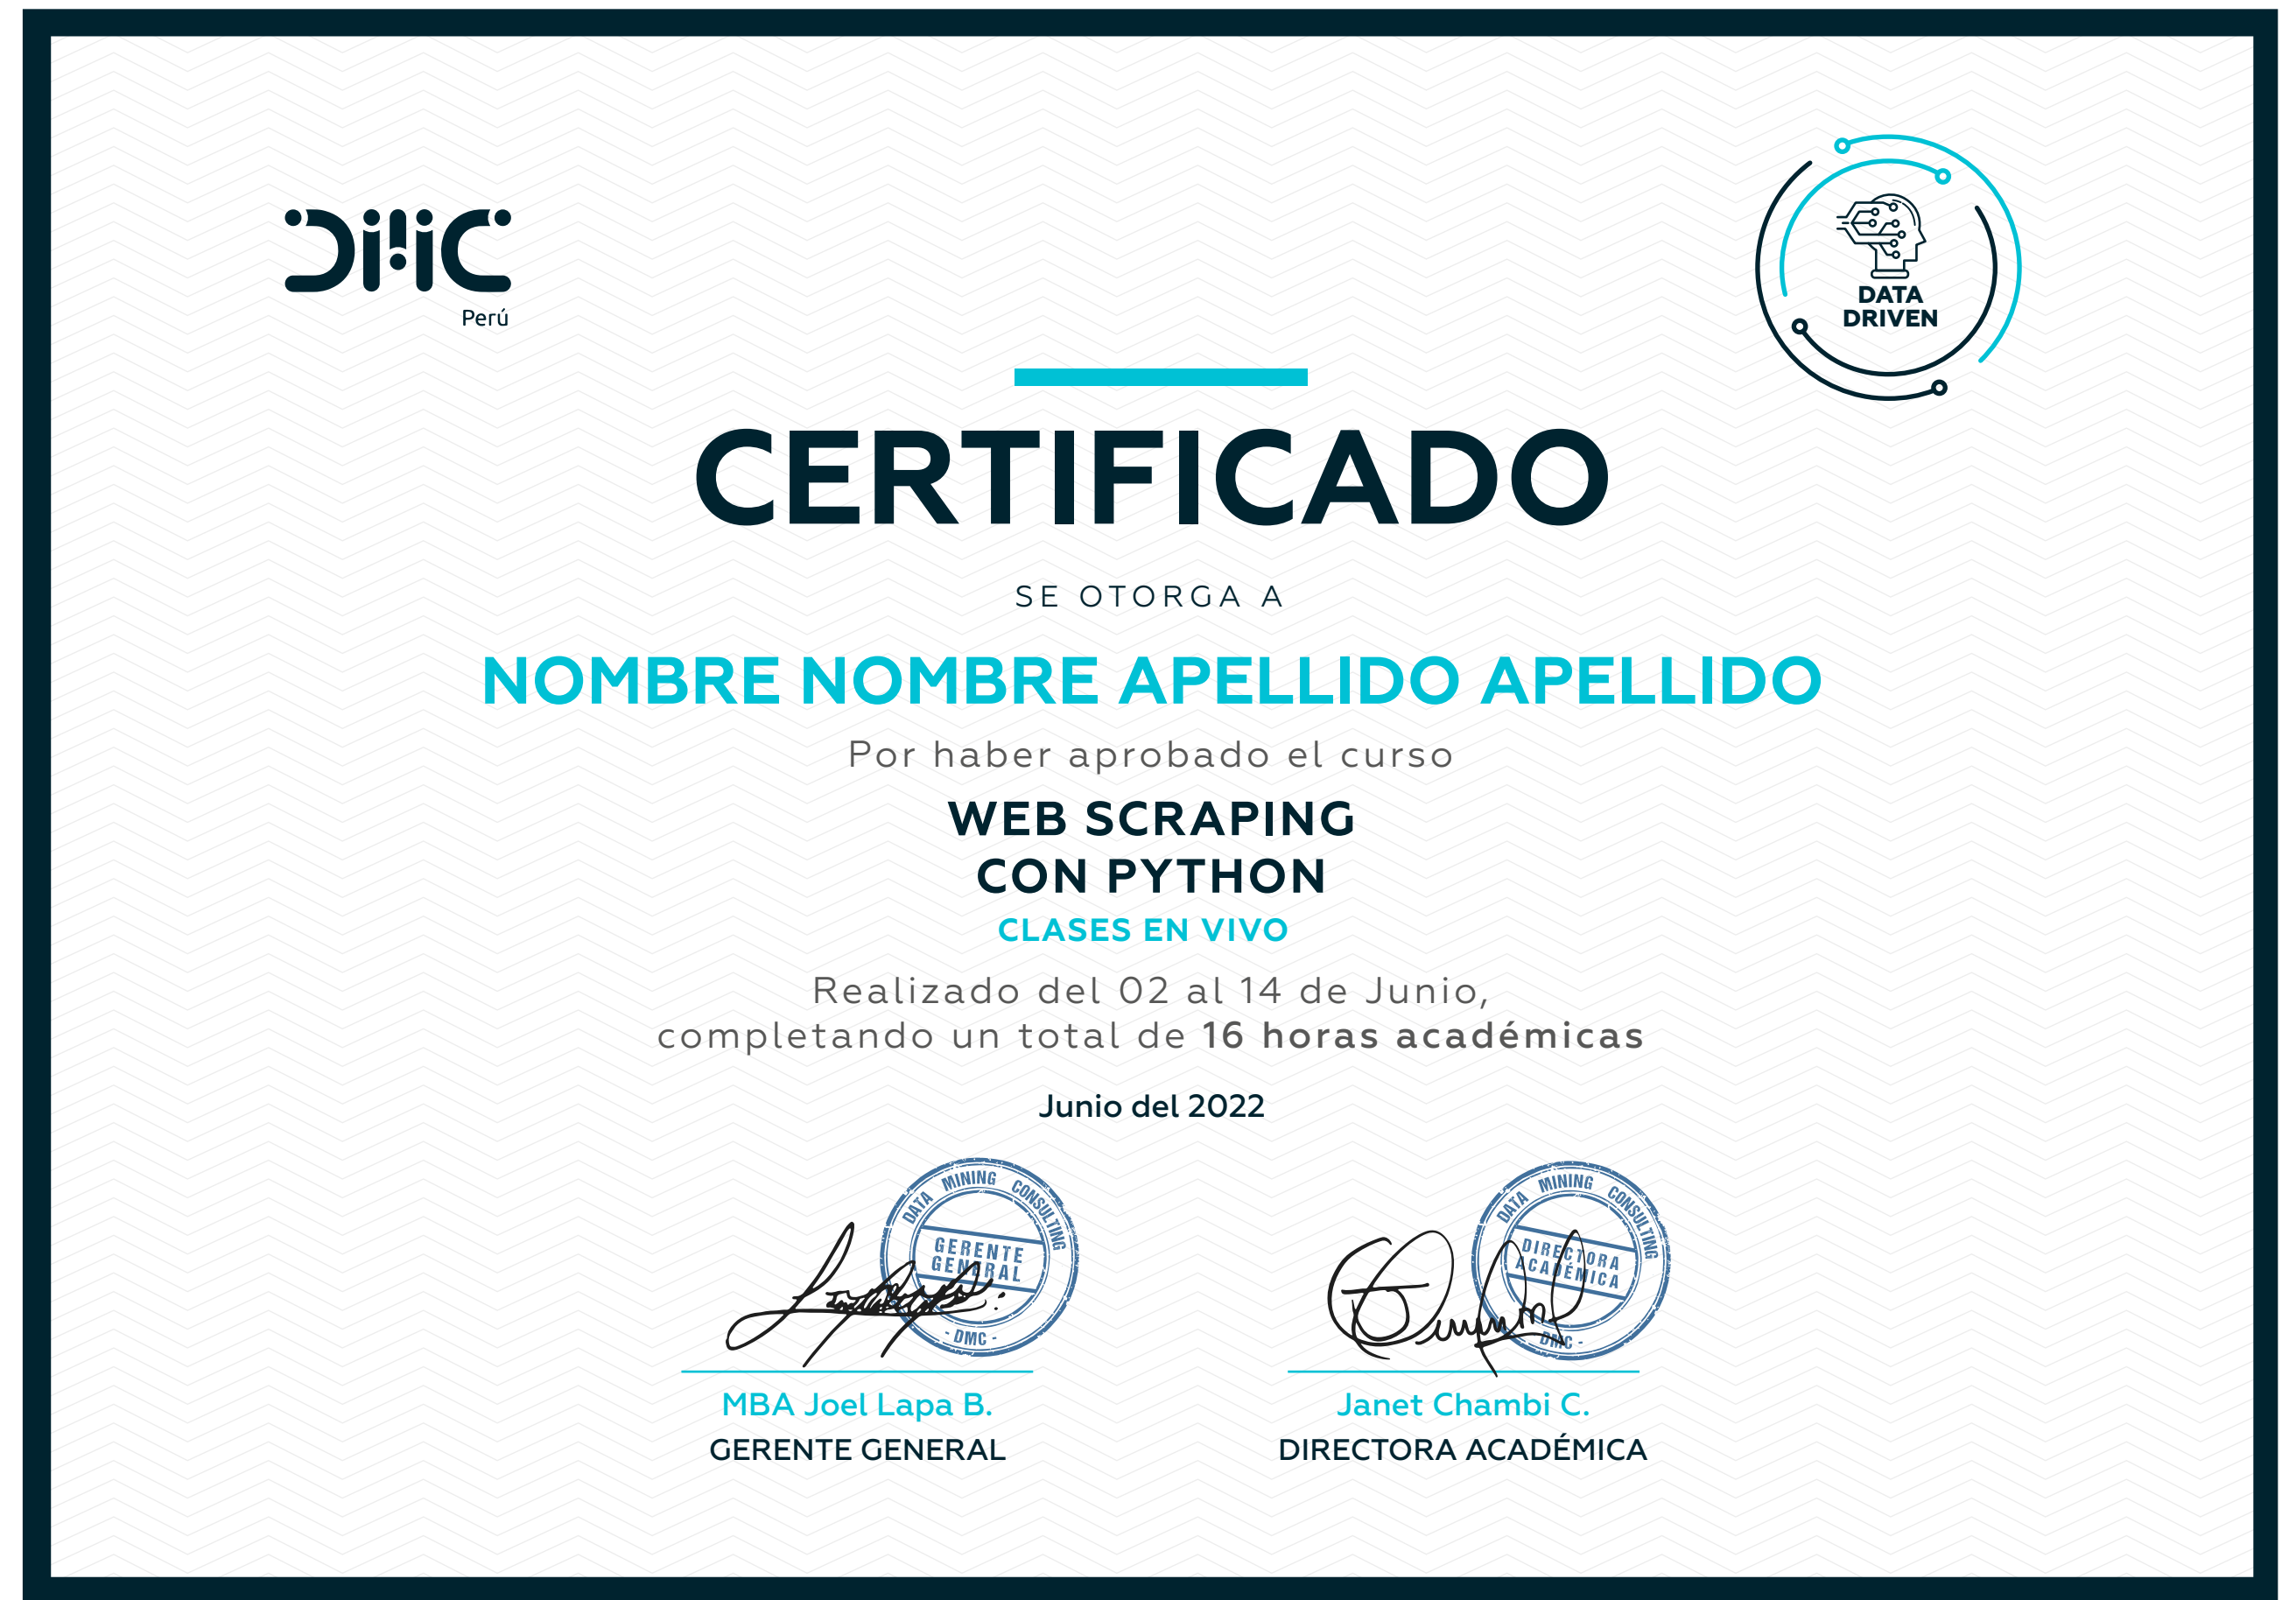 DMC
Perú
DATA
DRIVEN
CERTIFICADO
SE OTORGA A
NOMBRE NOMBRE APELLIDO APELLIDO
Por haber aprobado el curso
WEB SCRAPING
CON PYTHON
CLASES EN VIVO
Realizado del 02 al 14 de Junio,
completando un total de 16 horas académicas
Junio del 2022
DATA MINING CONSULTING
GERENTE
GENERAL
- DMC -
MBA Joel Lapa B.
GERENTE GENERAL
DATA MINING CONSULTING
DIRECTORA
ACADÉMICA
- DMC -
Janet Chambi C.
DIRECTORA ACADÉMICA